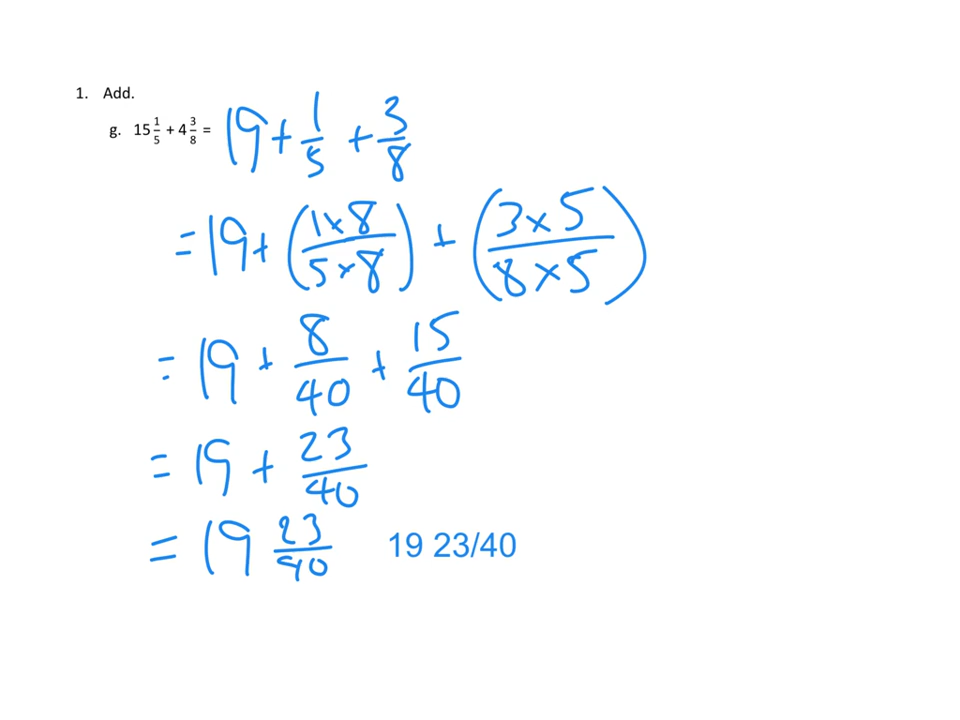 1. Add.
g. 15 1/5 + 4 3/8 = 19 + 1/5 + 3/8
= 19 + (1 x 8 / 5 x 8) + (3 x 5 / 8 x 5)
= 19 + 8/40 + 15/40
= 19 + 23/40
= 19 23/40 19 23/40